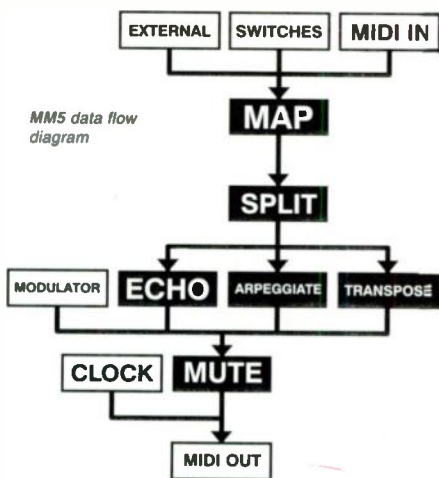 EXTERNAL
SWITCHES
MIDI IN
MM5 data flow
diagram
MAP
SPLIT
MODULATOR
ECHO
ARPEGGIATE
TRANSPOSE
CLOCK
MUTE
MIDI OUT